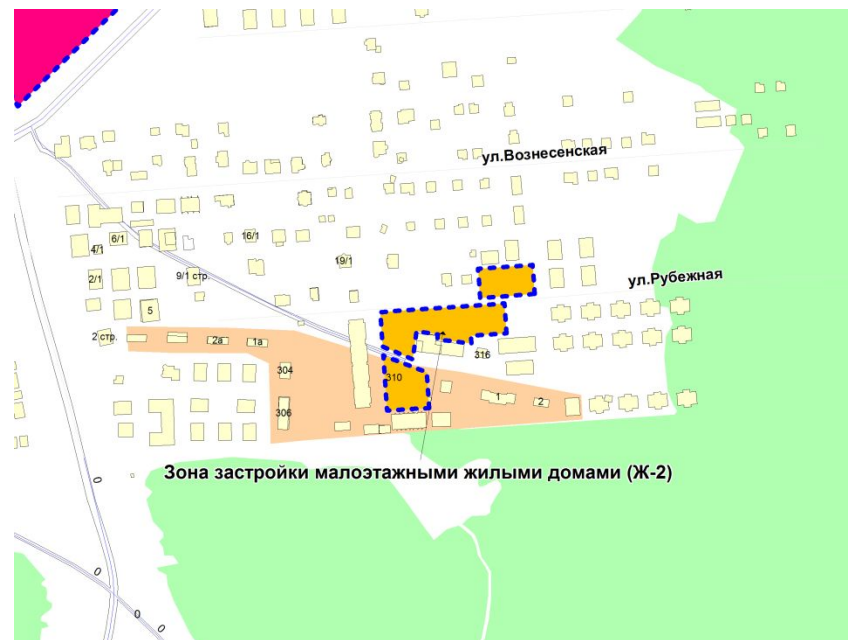 ул.Вознесенская
6/1
4/1
16/1
19/1
2/1
9/1 стр.
ул.Рубежная
5
2 стр.
2а
1а
316
304
310
306
1
2
Зона застройки малоэтажными жилыми домами (Ж-2)
0
0
0
0